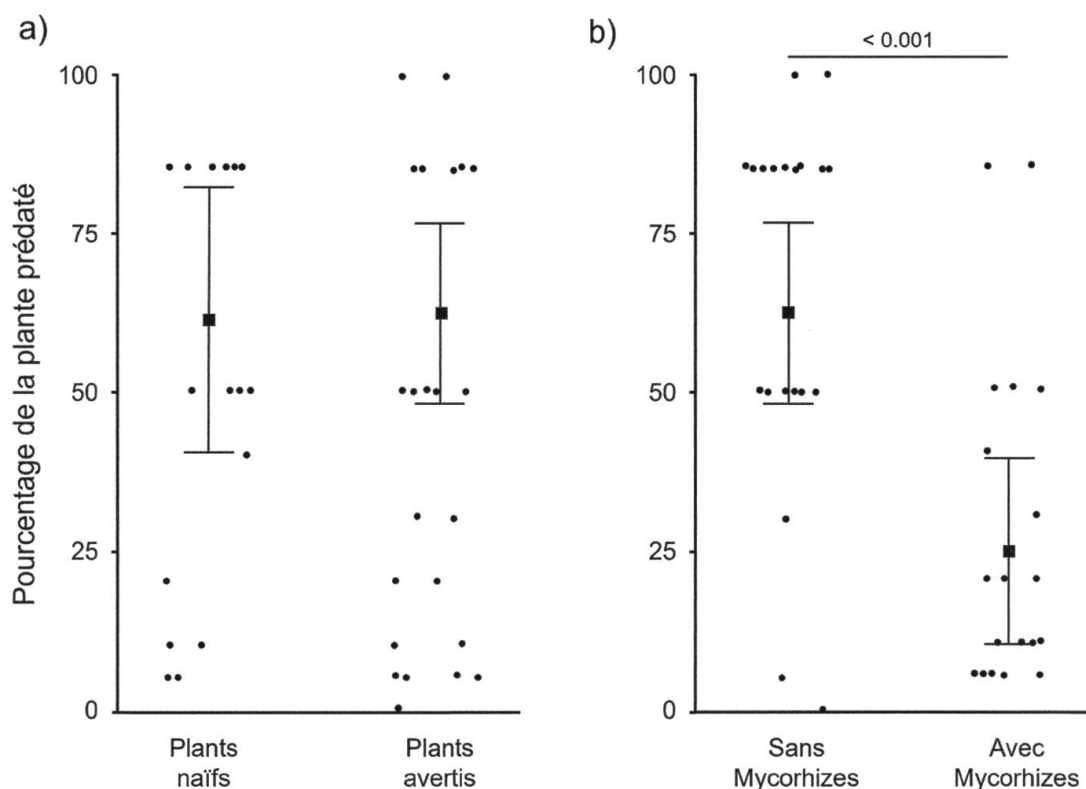 a)
Pourcentage de la plante prédaté
100
75
50
25
0
Plants
naïfs
Plants
avertis
b)
< 0.001
100
75
50
25
0
Sans
Mycorhizes
Avec
Mycorhizes